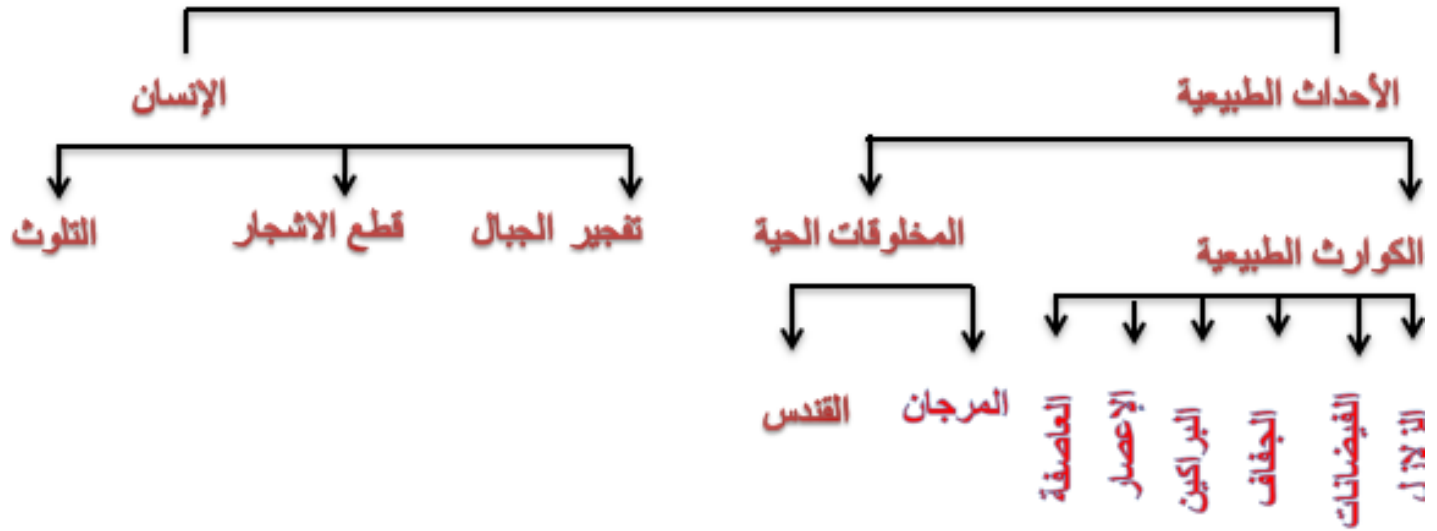 الأحداث الطبيعية
الإنسان
الكوارث الطبيعية
المخلوقات الحية
تفجير الجبال
قطع الاشجار
التلوث
الزلازل
الفيضانات
الجفاف
البراكين
الإعصار
العاصفة
المرجان
القندس